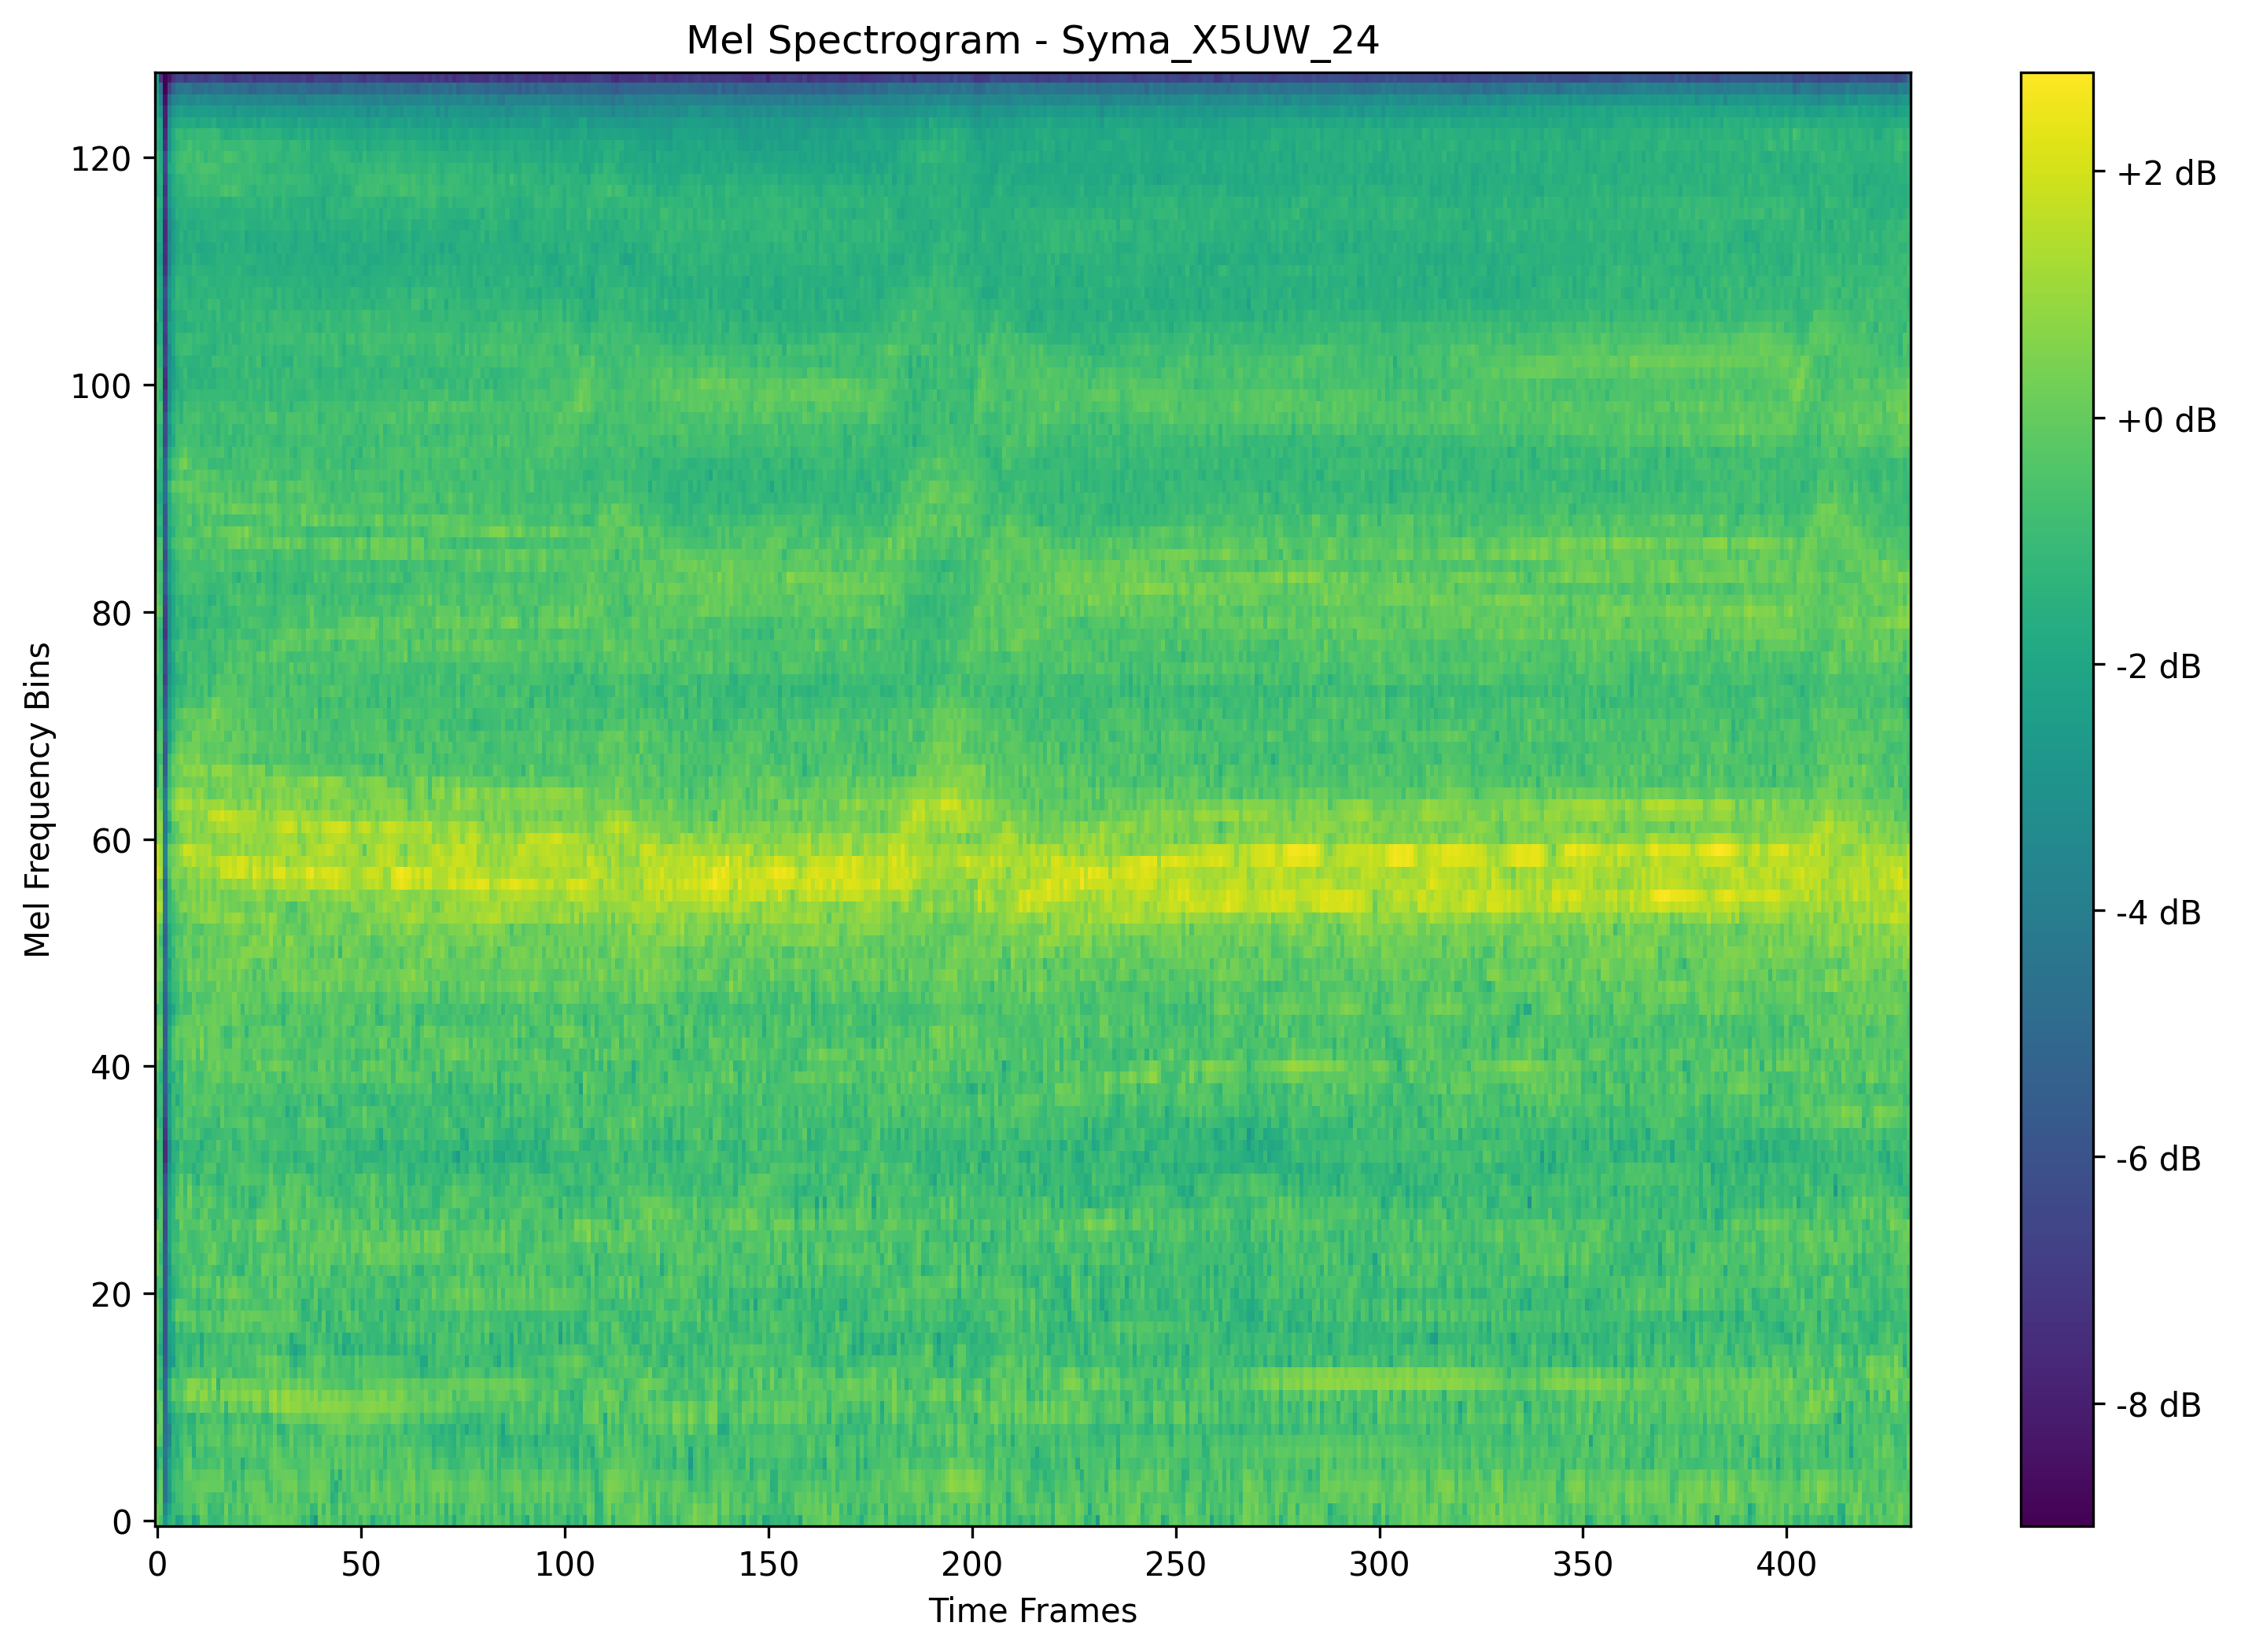 Mel Spectrogram - Syma_X5UW_24
Mel Frequency Bins
120
100
80
60
40
20
0
0 50 100 150 200 250 300 350 400
Time Frames
+2 dB
+0 dB
-2 dB
-4 dB
-6 dB
-8 dB